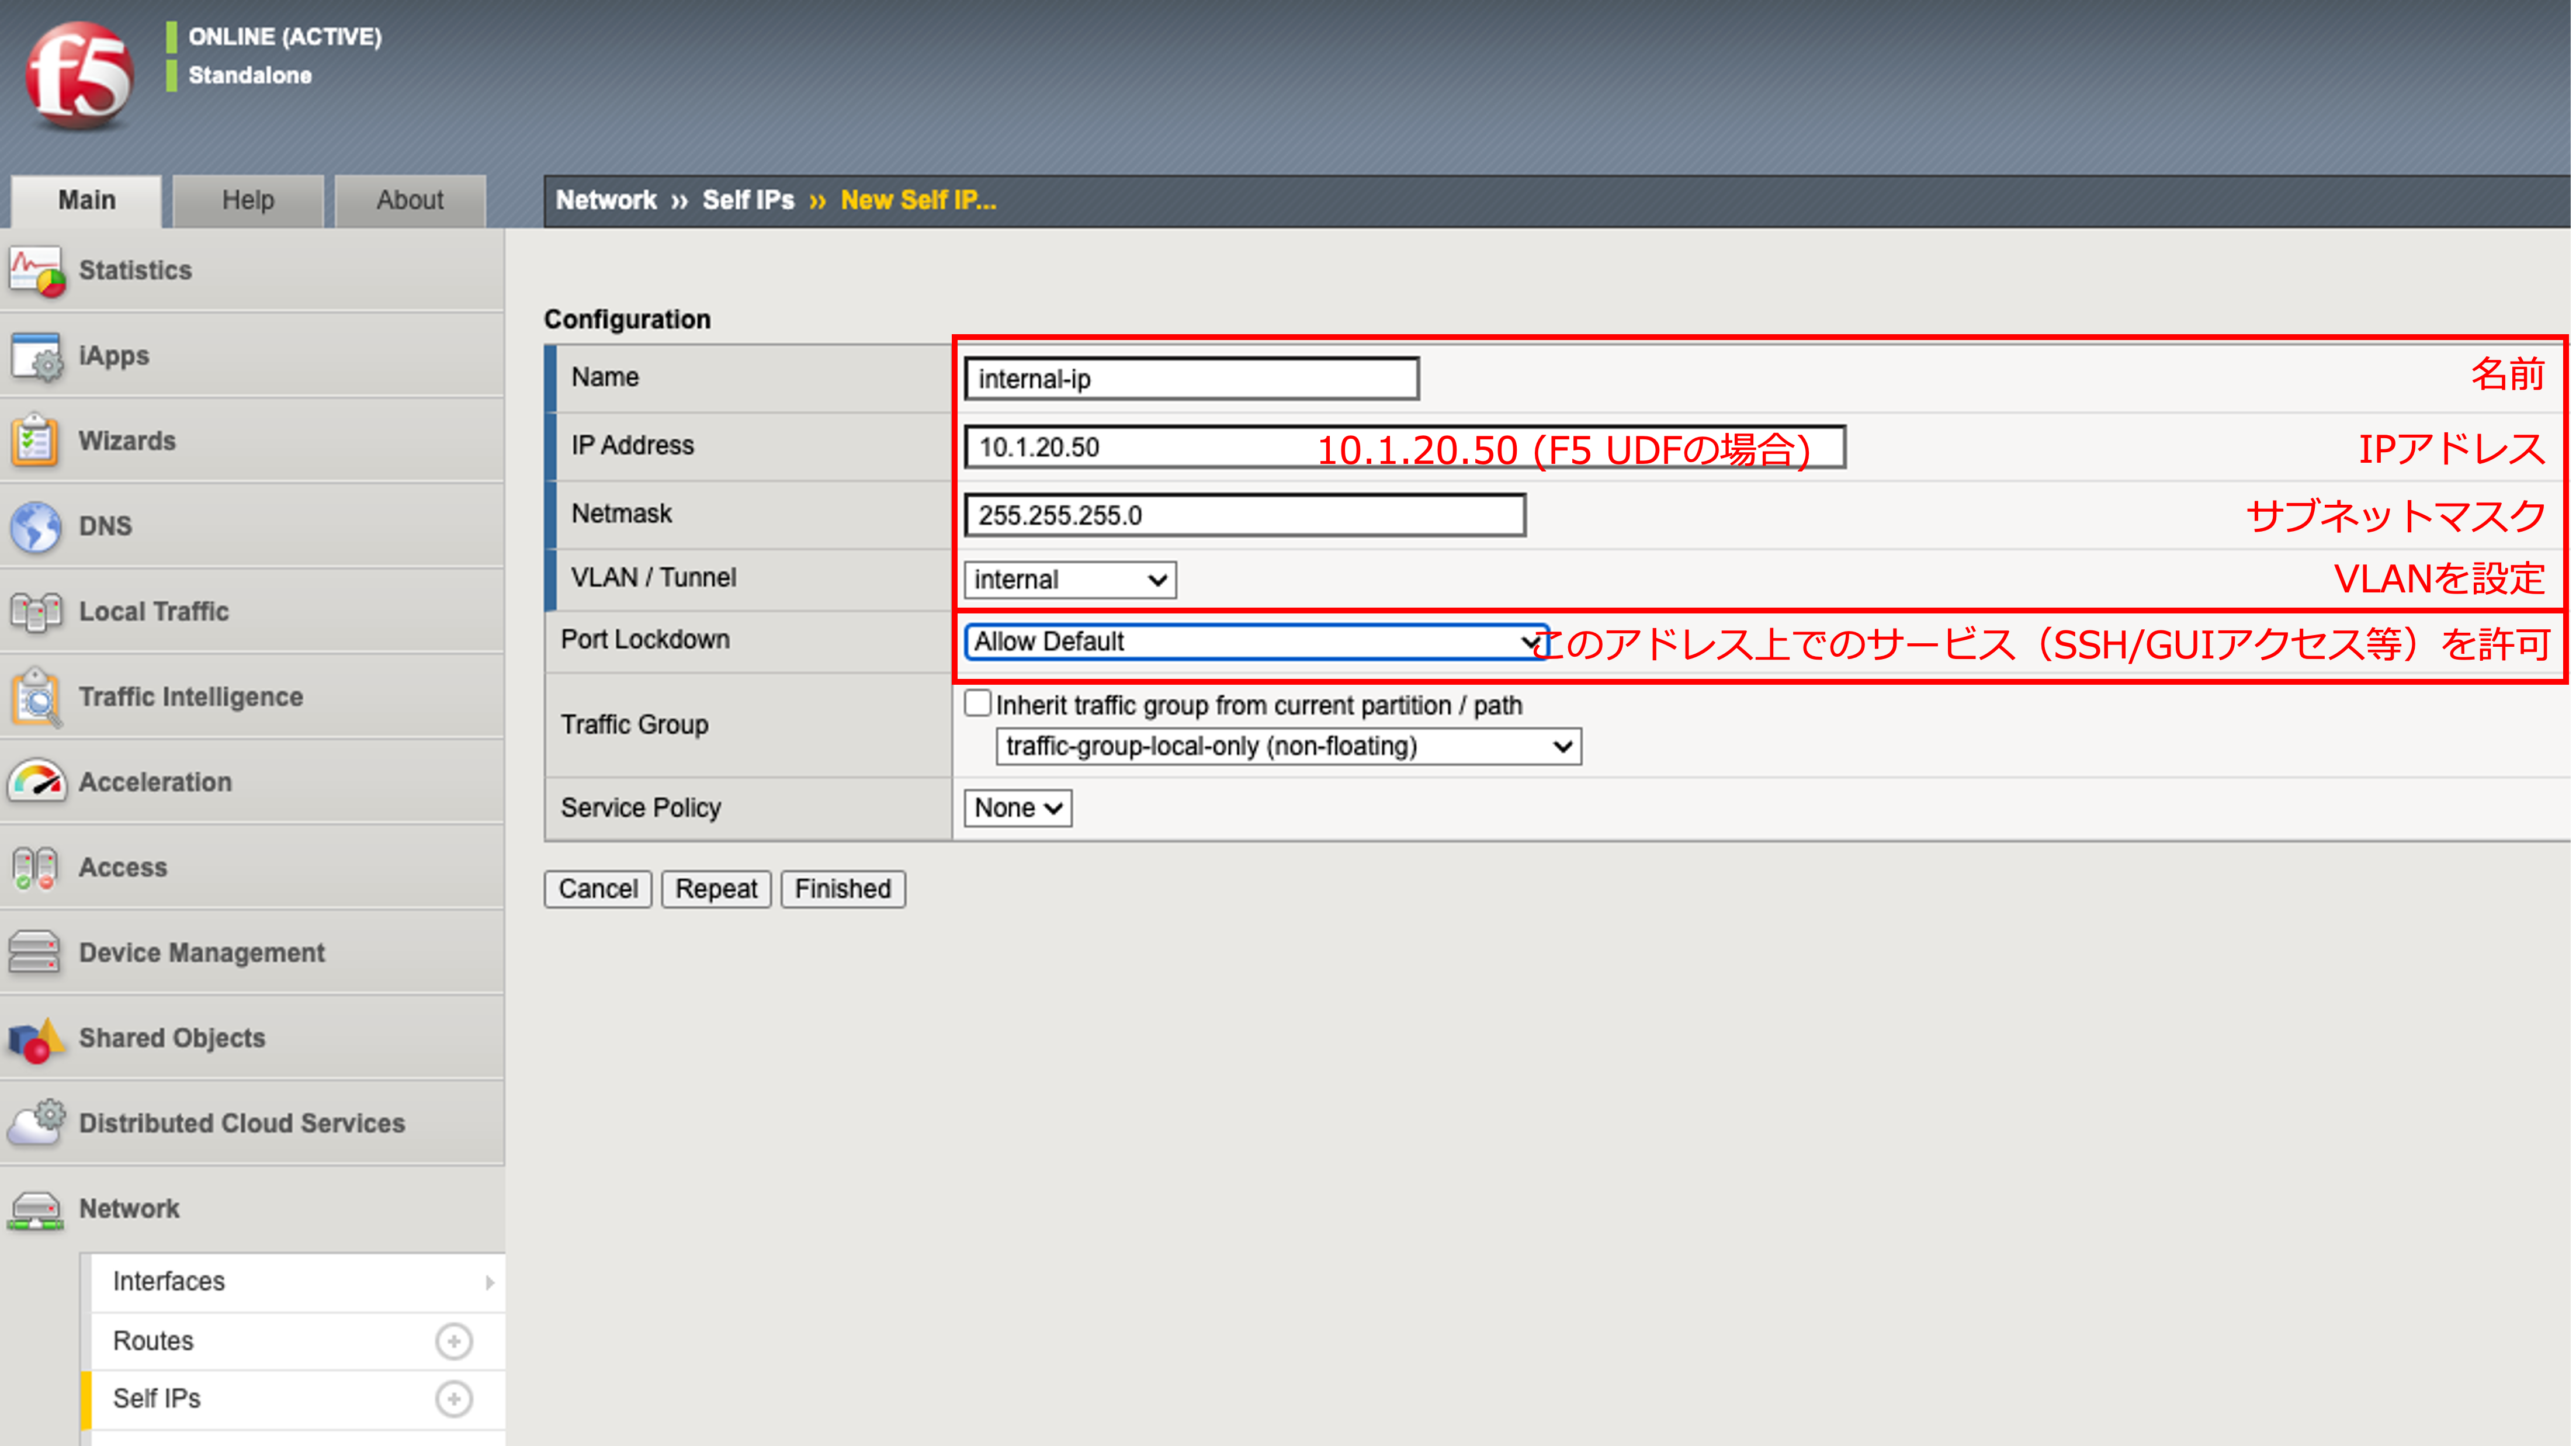 f5
ONLINE (ACTIVE)
Standalone
Main
Help
About
Network » Self IPs » New Self IP...
Statistics
iApps
Wizards
DNS
Local Traffic
Traffic Intelligence
Acceleration
Access
Device Management
Shared Objects
Distributed Cloud Services
Network
Interfaces
Routes
Self IPs
Configuration
Name internal-ip 名前
IP Address 10.1.20.50 10.1.20.50 (F5 UDFの場合) IPアドレス
Netmask 255.255.255.0 サブネットマスク
VLAN / Tunnel internal VLANを設定
Port Lockdown Allow Default このアドレス上でのサービス（SSH/GUIアクセス等）を許可
Traffic Group
Inherit traffic group from current partition / path
traffic-group-local-only (non-floating)
Service Policy None
Cancel Repeat Finished